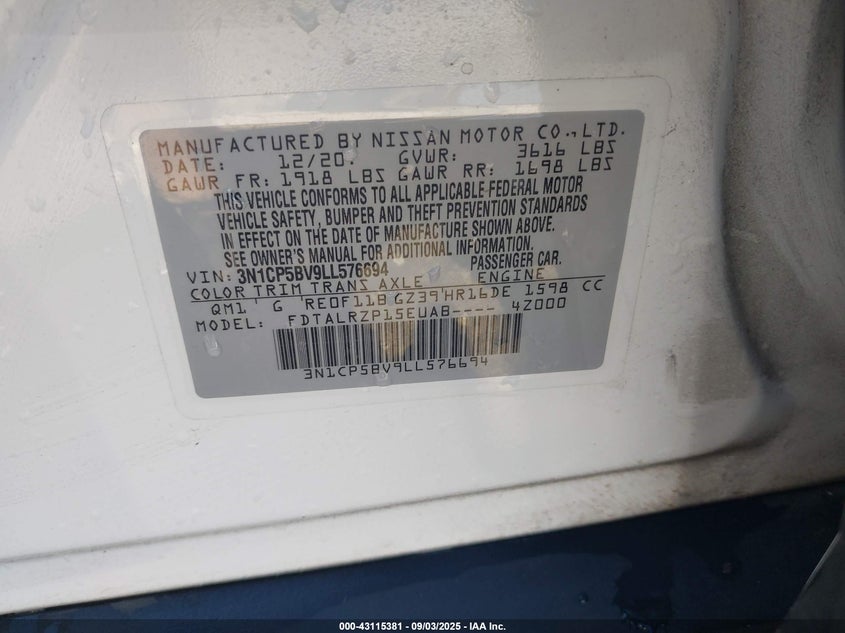 MANUFACTURED BY NISSAN MOTOR CO., LTD.
DATE: 12/20 GVWR: 3616 LBS
GAWR FR: 1918 LBS GAWR RR: 1698 LBS
THIS VEHICLE CONFORMS TO ALL APPLICABLE FEDERAL MOTOR
VEHICLE SAFETY, BUMPER AND THEFT PREVENTION STANDARDS
IN EFFECT ON THE DATE OF MANUFACTURE SHOWN ABOVE.
SEE OWNER'S MANUAL FOR ADDITIONAL INFORMATION.
VIN: 3N1CP5BV9LL576694 PASSENGER CAR.
COLOR TRIM TRANS AXLE ENGINE
QM1 G RE0F11B GZ39 HR16DE 1598 CC
MODEL: FDTALRZP15EUAB---- 4Z000
3N1CP5BV9LL576694
000-43115381 - 09/03/2025 - IAA Inc.